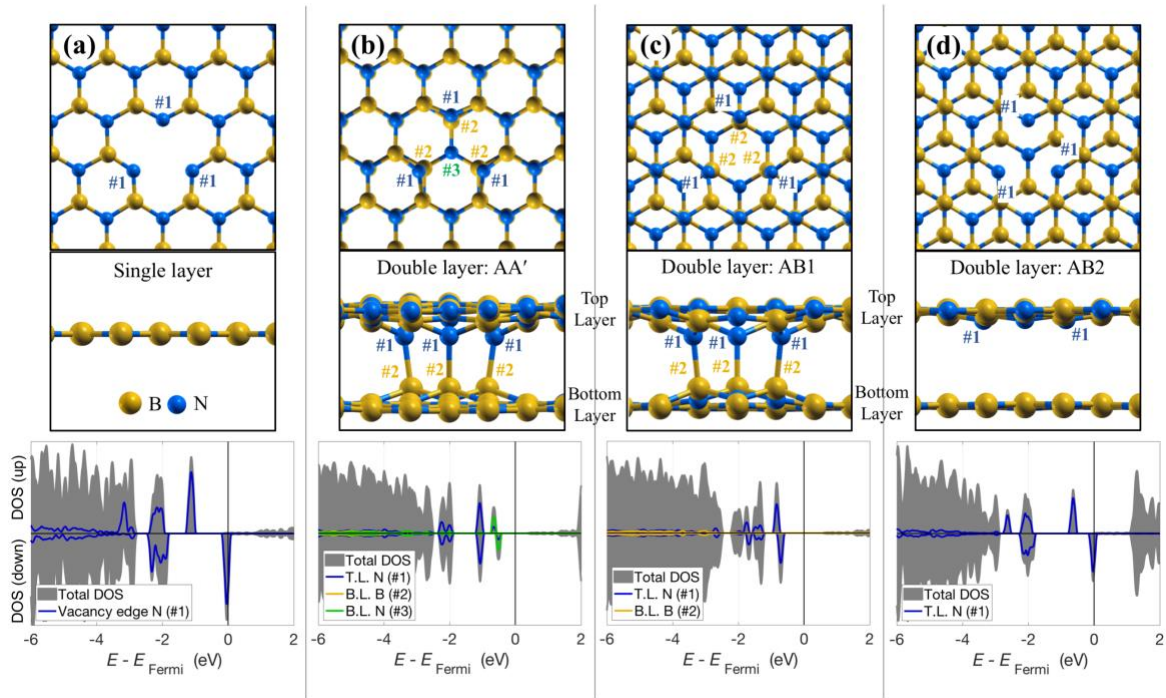 (a)
#1
#1
#1
Single layer
B N
DOS (up)
DOS (down)
Total DOS
Vacancy edge N (#1)
-6 -4 -2 0 2
E - E Fermi (eV)
(b)
#1
#2
#2 #2
#1 #3 #1
Double layer: AA′
Top Layer
#1 #1 #1
#2 #2 #2
Bottom Layer
Total DOS
T.L. N (#1)
B.L. B (#2)
B.L. N (#3)
-6 -4 -2 0 2
E - E Fermi (eV)
(c)
#1
#2
#2 #2
#1 #1
Double layer: AB1
#1 #1 #1
#2 #2 #2
Total DOS
T.L. N (#1)
B.L. B (#2)
-6 -4 -2 0 2
E - E Fermi (eV)
(d)
#1
#1
#1
Double layer: AB2
Top Layer
#1 #1
Bottom Layer
Total DOS
T.L. N (#1)
-6 -4 -2 0 2
E - E Fermi (eV)